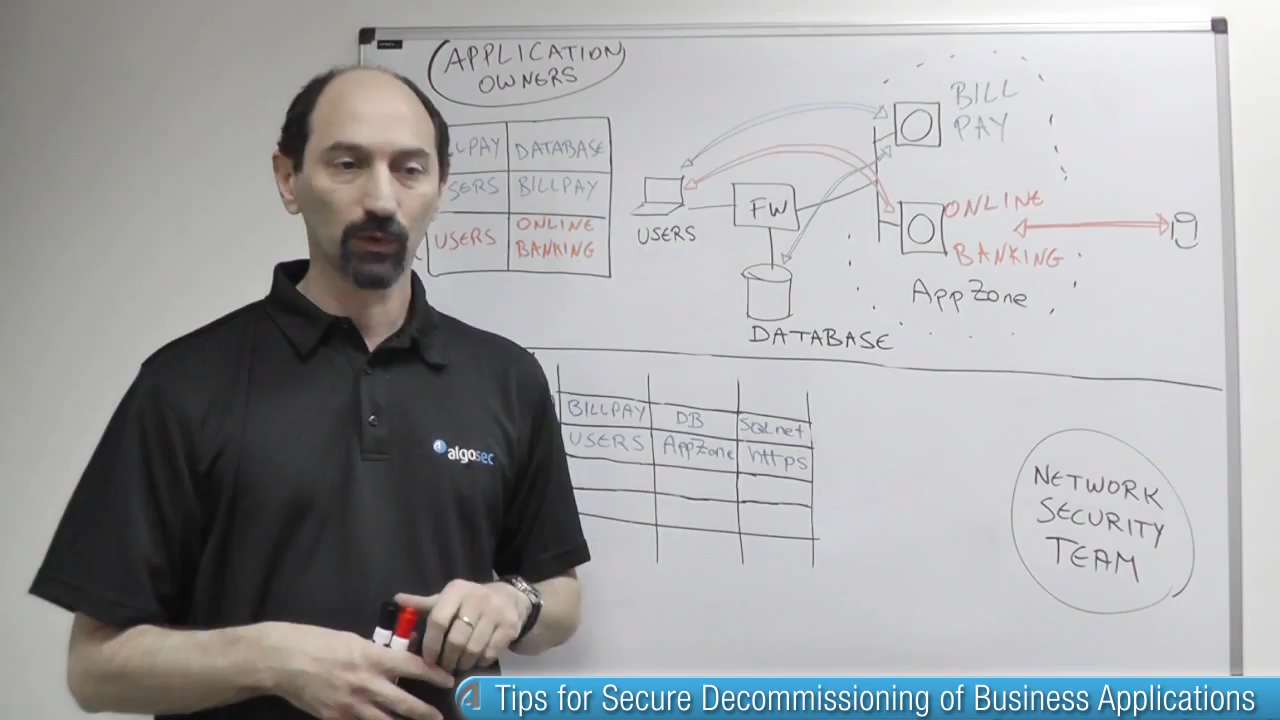 APPLICATION
OWNERS
LPAY DATABASE
SERS BILLPAY
USERS ONLINE
BANKING
BILL
PAY
FW
USERS
ONLINE
BANKING
AppZone
DATABASE
BILLPAY DB SQLnet
USERS AppZone https
NETWORK
SECURITY
TEAM
algosec
Tips for Secure Decommissioning of Business Applications